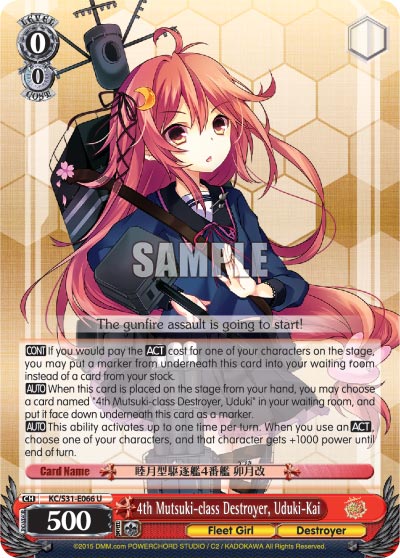 LEVEL
0
0
COST
SAMPLE
The gunfire assault is going to start!
CONT If you would pay the ACT cost for one of your characters on the stage,
you may put a marker from underneath this card into your waiting room
instead of a card from your stock.
AUTO When this card is placed on the stage from your hand, you may choose
a card named "4th Mutsuki-class Destroyer, Uduki" in your waiting room, and
put it face down underneath this card as a marker.
AUTO This ability activates up to one time per turn. When you use an ACT,
choose one of your characters, and that character gets +1000 power until
end of turn.
Card Name 睦月型駆逐艦4番艦 卯月改
CH KC/S31-E066 U
4th Mutsuki-class Destroyer, Uduki-Kai
500
Fleet Girl Destroyer
©2015 DMM.com POWERCHORD STUDIO / C2 / KADOKAWA All Rights Reserved.